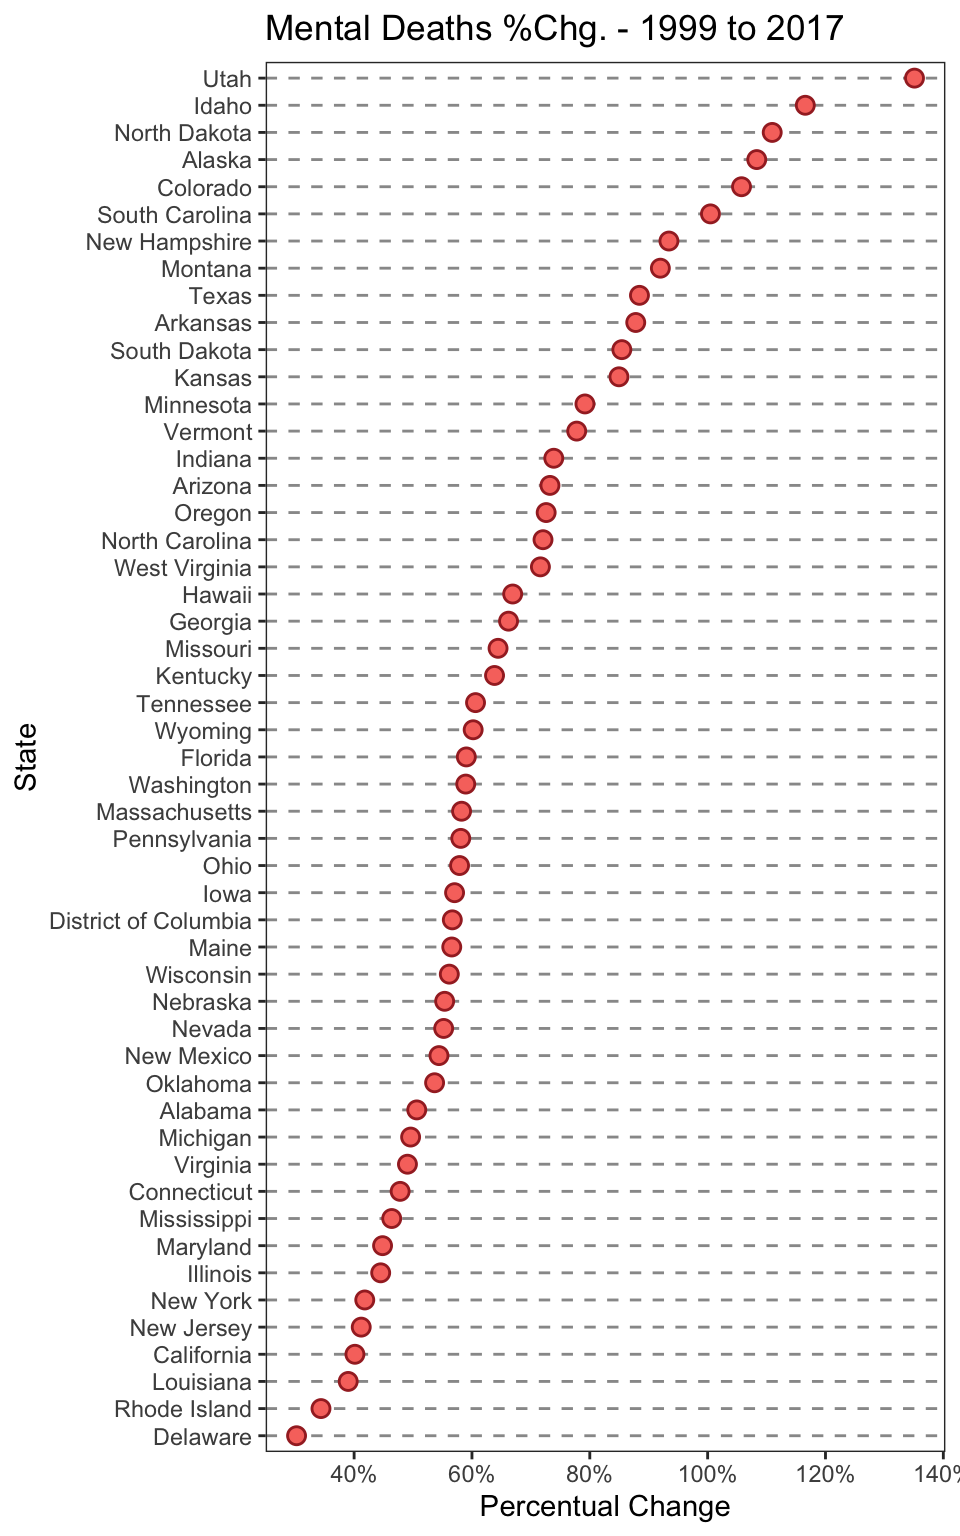 Mental Deaths %Chg. - 1999 to 2017
Utah
Idaho
North Dakota
Alaska
Colorado
South Carolina
New Hampshire
Montana
Texas
Arkansas
South Dakota
Kansas
Minnesota
Vermont
Indiana
Arizona
Oregon
North Carolina
West Virginia
Hawaii
Georgia
Missouri
Kentucky
Tennessee
Wyoming
Florida
Washington
Massachusetts
Pennsylvania
Ohio
Iowa
District of Columbia
Maine
Wisconsin
Nebraska
Nevada
New Mexico
Oklahoma
Alabama
Michigan
Virginia
Connecticut
Mississippi
Maryland
Illinois
New York
New Jersey
California
Louisiana
Rhode Island
Delaware
State
40% 60% 80% 100% 120% 140%
Percentual Change